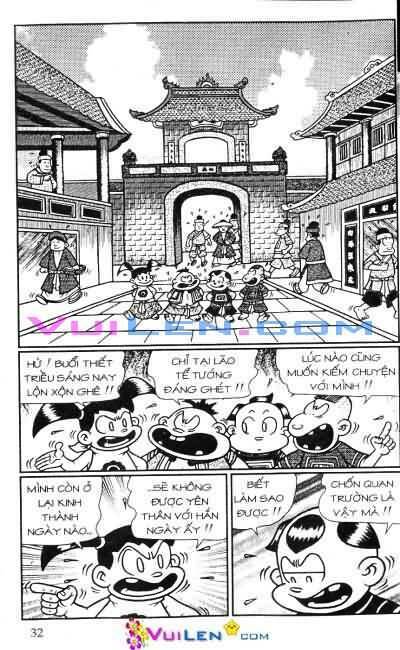 VUILEN.COM
HỪ ! BUỔI THIẾT
TRIỀU SÁNG NAY
LỘN XỘN GHÊ !!
CHỈ TẠI LÃO
TỂ TƯỚNG
ĐÁNG GHÉT !!
LÚC NÀO CŨNG
MUỐN KIẾM CHUYỆN
VỚI MÌNH !!
MÌNH CÒN Ở
LẠI KINH
THÀNH
NGÀY NÀO...
...SẼ KHÔNG
ĐƯỢC YÊN
THÂN VỚI HẮN
NGÀY ẤY !!
BIẾT
LÀM SAO
ĐƯỢC !!
CHỐN QUAN
TRƯỜNG LÀ
VẬY MÀ !!
32
VUILEN.COM